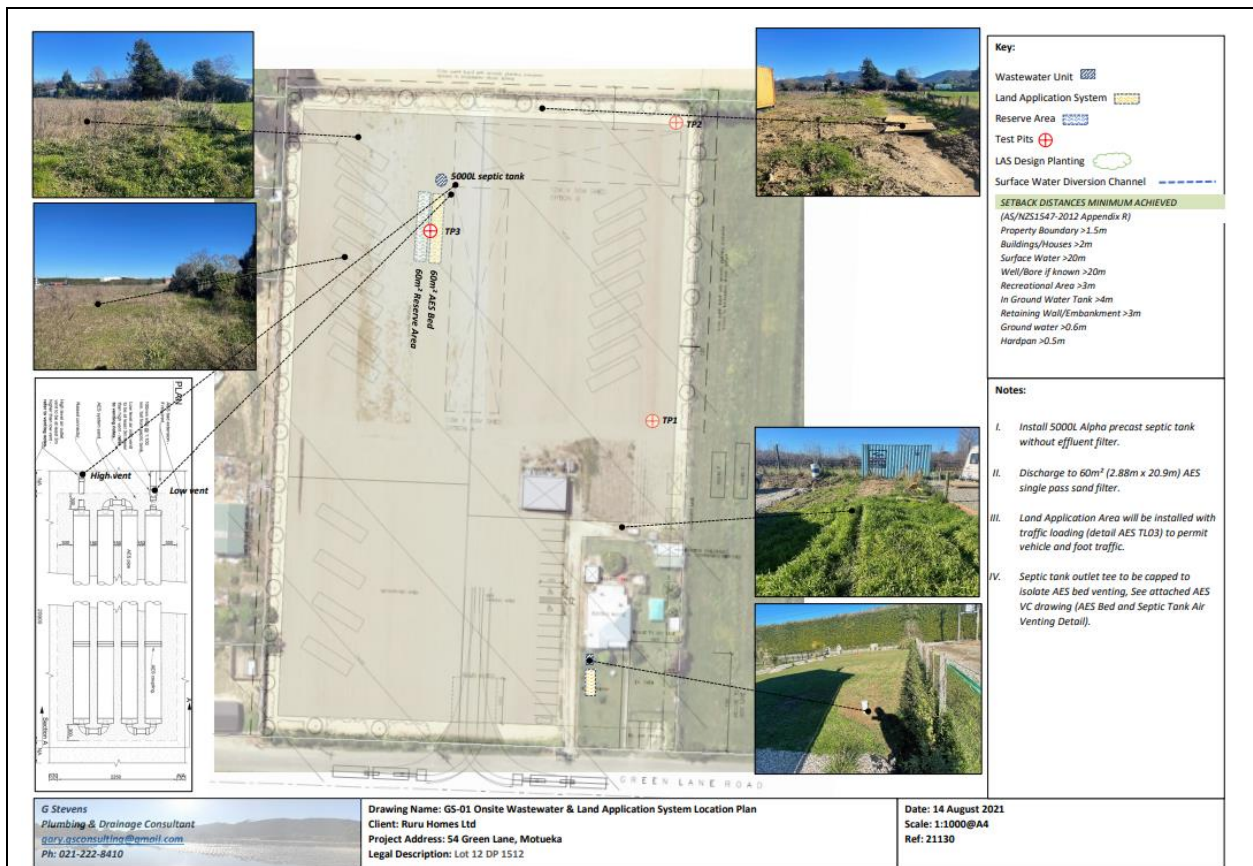 Key:
Wastewater Unit
Land Application System
Reserve Area
Test Pits
LAS Design Planting
Surface Water Diversion Channel
SETBACK DISTANCES MINIMUM ACHIEVED
(AS/NZS1547-2012 Appendix R)
Property Boundary >1.5m
Buildings/Houses >2m
Surface Water >20m
Well/Bore if known >20m
Recreational Area >3m
In Ground Water Tank >4m
Retaining Wall/Embankment >3m
Ground water >0.6m
Hardpan >0.5m
Notes:
I. Install 5000L Alpha precast septic tank
without effluent filter.
II. Discharge to 60m² (2.88m x 20.9m) AES
single pass sand filter.
III. Land Application Area will be installed with
traffic loading (detail AES TL03) to permit
vehicle and foot traffic.
IV. Septic tank outlet tee to be capped to
isolate AES bed venting, See attached AES
VC drawing (AES Bed and Septic Tank Air
Venting Detail).
TP2
5000L septic tank
TP3
60m² AES Bed
60m² Reserve Area
TP1
PLAN
High vent
Low vent
Section A
A
GREEN LANE ROAD
G Stevens
Plumbing & Drainage Consultant
gary.gsconsulting@gmail.com
Ph: 021-222-8410
Drawing Name: GS-01 Onsite Wastewater & Land Application System Location Plan
Client: Ruru Homes Ltd
Project Address: 54 Green Lane, Motueka
Legal Description: Lot 12 DP 1512
Date: 14 August 2021
Scale: 1:1000@A4
Ref: 21130